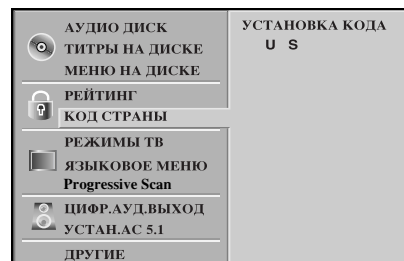 АУДИО ДИСК
ТИТРЫ НА ДИСКЕ
МЕНЮ НА ДИСКЕ
РЕЙТИНГ
КОД СТРАНЫ
РЕЖИМЫ ТВ
ЯЗЫКОВОЕ МЕНЮ
Progressive Scan
ЦИФР.АУД.ВЫХОД
УСТАН.АС 5.1
ДРУГИЕ
УСТАНОВКА КОДА
U S